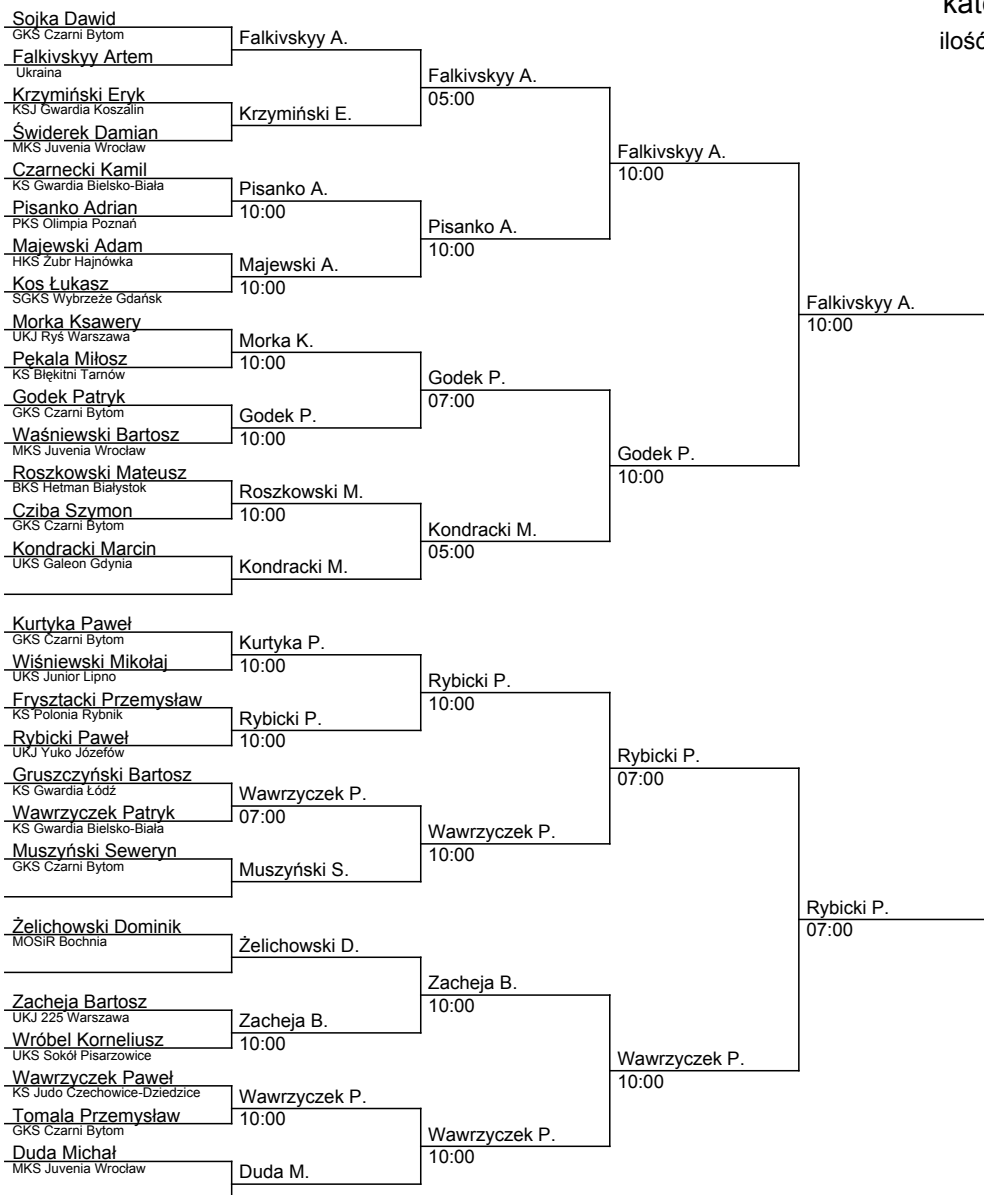 kate
ilość
Sojka Dawid
GKS Czarni Bytom
Falkivskyy Artem
Ukraina
Krzymiński Eryk
KSJ Gwardia Koszalin
Świderek Damian
MKS Juvenia Wrocław
Czarnecki Kamil
KS Gwardia Bielsko-Biała
Pisanko Adrian
PKS Olimpia Poznań
Majewski Adam
HKS Żubr Hajnówka
Kos Łukasz
SGKS Wybrzeże Gdańsk
Morka Ksawery
UKJ Ryś Warszawa
Pękala Miłosz
KS Błękitni Tarnów
Godek Patryk
GKS Czarni Bytom
Waśniewski Bartosz
MKS Juvenia Wrocław
Roszkowski Mateusz
BKS Hetman Białystok
Cziba Szymon
GKS Czarni Bytom
Kondracki Marcin
UKS Galeon Gdynia
Kurtyka Paweł
GKS Czarni Bytom
Wiśniewski Mikołaj
UKS Junior Lipno
Frysztacki Przemysław
KS Polonia Rybnik
Rybicki Paweł
UKJ Yuko Józefów
Gruszczyński Bartosz
KS Gwardia Łódź
Wawrzyczek Patryk
KS Gwardia Bielsko-Biała
Muszyński Seweryn
GKS Czarni Bytom
Żelichowski Dominik
MOSiR Bochnia
Zacheja Bartosz
UKJ 225 Warszawa
Wróbel Korneliusz
UKS Sokół Pisarzowice
Wawrzyczek Paweł
KS Judo Czechowice-Dziedzice
Tomala Przemysław
GKS Czarni Bytom
Duda Michał
MKS Juvenia Wrocław
Falkivskyy A.
Krzymiński E.
Pisanko A.
10:00
Majewski A.
10:00
Morka K.
10:00
Godek P.
10:00
Roszkowski M.
10:00
Kondracki M.
Kurtyka P.
10:00
Rybicki P.
10:00
Wawrzyczek P.
07:00
Muszyński S.
Żelichowski D.
Zacheja B.
10:00
Wawrzyczek P.
10:00
Duda M.
Falkivskyy A.
05:00
Pisanko A.
10:00
Godek P.
07:00
Kondracki M.
05:00
Rybicki P.
10:00
Wawrzyczek P.
10:00
Zacheja B.
10:00
Wawrzyczek P.
10:00
Falkivskyy A.
10:00
Godek P.
10:00
Rybicki P.
07:00
Wawrzyczek P.
10:00
Falkivskyy A.
10:00
Rybicki P.
07:00